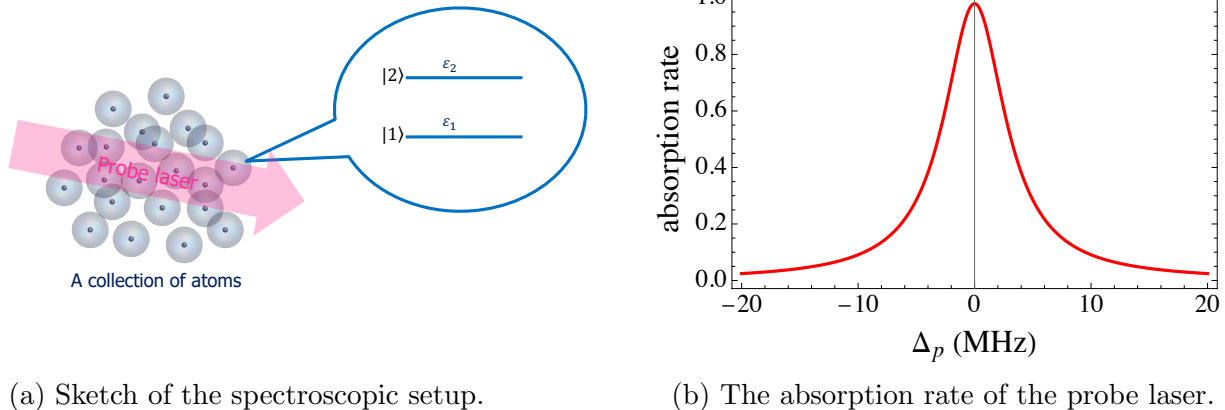 |2⟩
ε₂
|1⟩
ε₁
Probe laser
A collection of atoms
absorption rate
1.0
0.8
0.6
0.4
0.2
0.0
−20
−10
0
10
20
Δₚ (MHz)
(a) Sketch of the spectroscopic setup.
(b) The absorption rate of the probe laser.